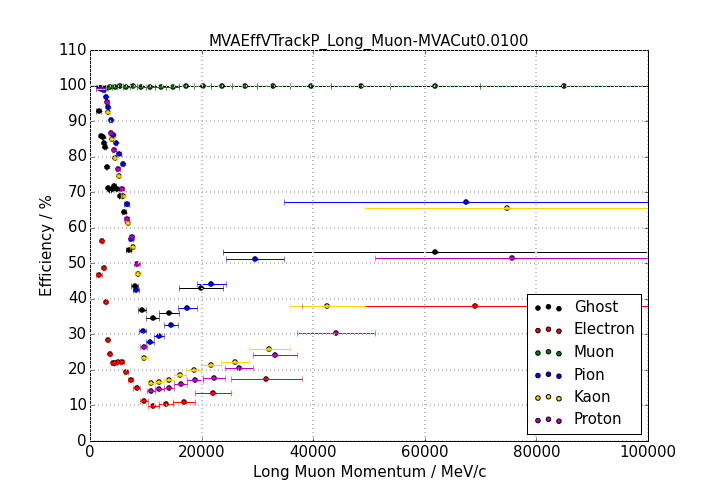 MVAEffVTrackP_Long_Muon-MVACut0.0100
110
100
90
80
70
60
50
40
30
20
10
0
Efficiency / %
Ghost
Electron
Muon
Pion
Kaon
Proton
0 20000 40000 60000 80000 100000
Long Muon Momentum / MeV/c